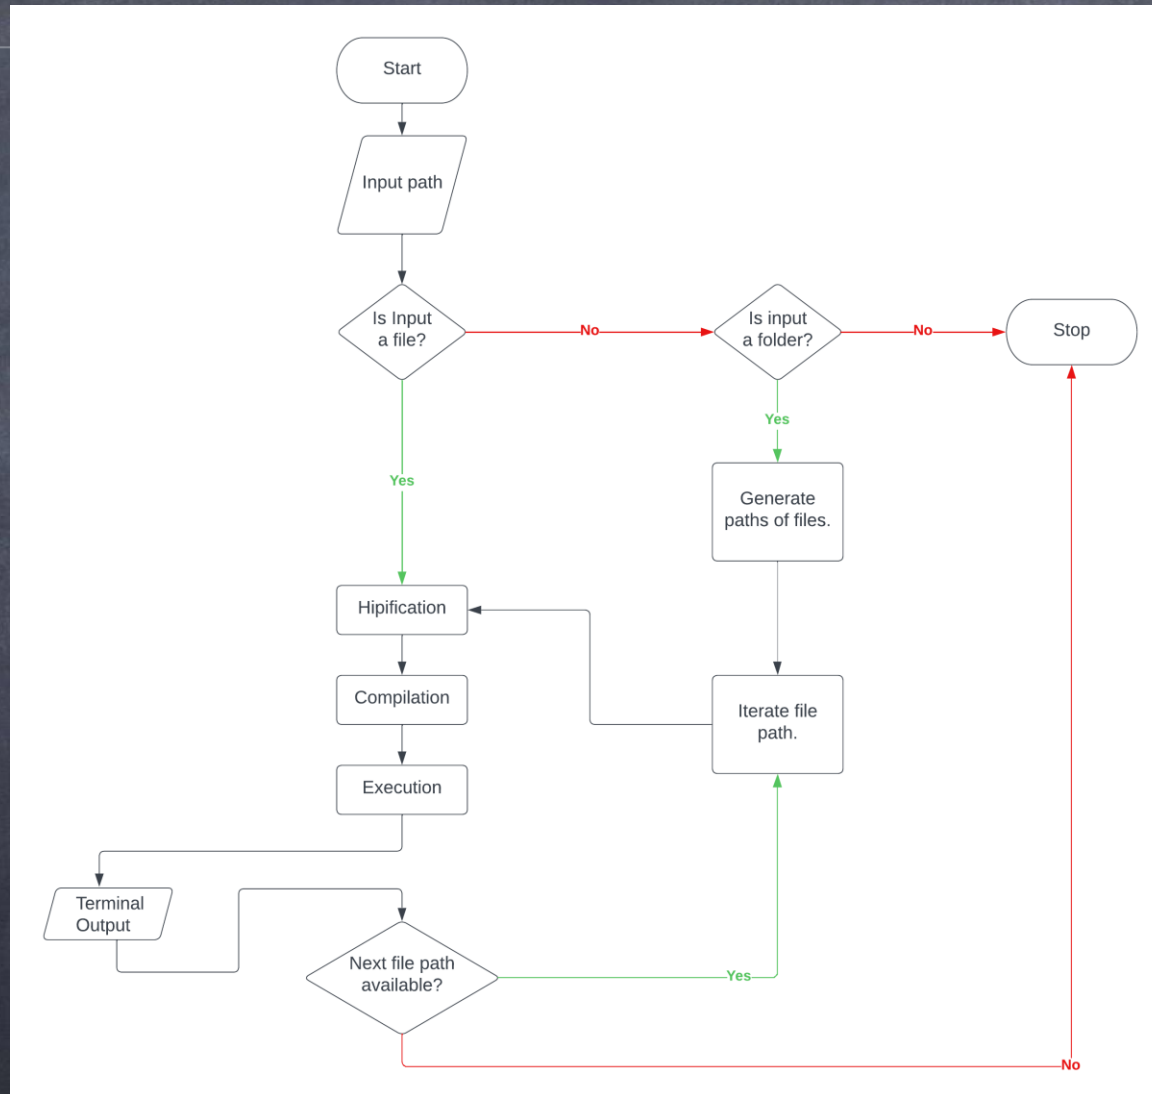 Start
Input path
Is Input
a file?
No
Is input
a folder?
No
Stop
Yes
Yes
Generate
paths of files.
Hipification
Compilation
Iterate file
path.
Execution
Terminal
Output
Next file path
available?
Yes
No